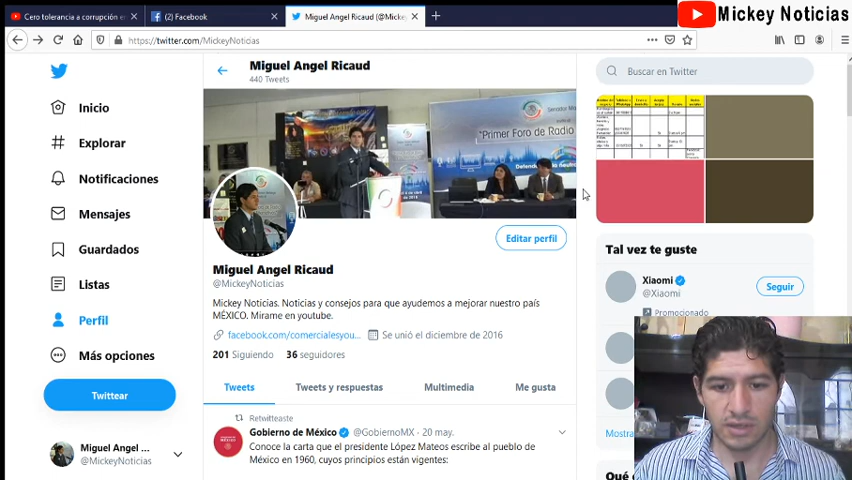 Cero tolerancia a corrupción en
(2) Facebook
Miguel Angel Ricaud (@Mickey
Mickey Noticias
https://twitter.com/MickeyNoticias
Miguel Angel Ricaud
440 Tweets
Buscar en Twitter
Inicio
Explorar
Notificaciones
Mensajes
Guardados
Listas
Perfil
Más opciones
Twittear
Miguel Angel ...
@MickeyNoticias
Senador
"Primer Foro de Radio
Editar perfil
Miguel Angel Ricaud
@MickeyNoticias
Mickey Noticias. Noticias y consejos para que ayudemos a mejorar nuestro país
MÉXICO. Mirame en youtube.
facebook.com/comercialesyou... Se unió el diciembre de 2016
201 Siguiendo 36 seguidores
Tweets Tweets y respuestas Multimedia Me gusta
Retwitteaste
Gobierno de México @GobiernoMX · 20 may.
Conoce la carta que el presidente López Mateos escribe al pueblo de
México en 1960, cuyos principios están vigentes:
Tal vez te guste
Xiaomi
@Xiaomi
Seguir
Promocionado
Mostra
Qué